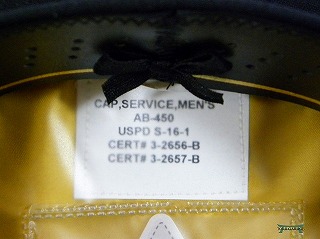 CAP,SERVICE,MEN'S
AB-450
USPD S-16-1
CERT# 3-2656-B
CERT# 3-2657-B